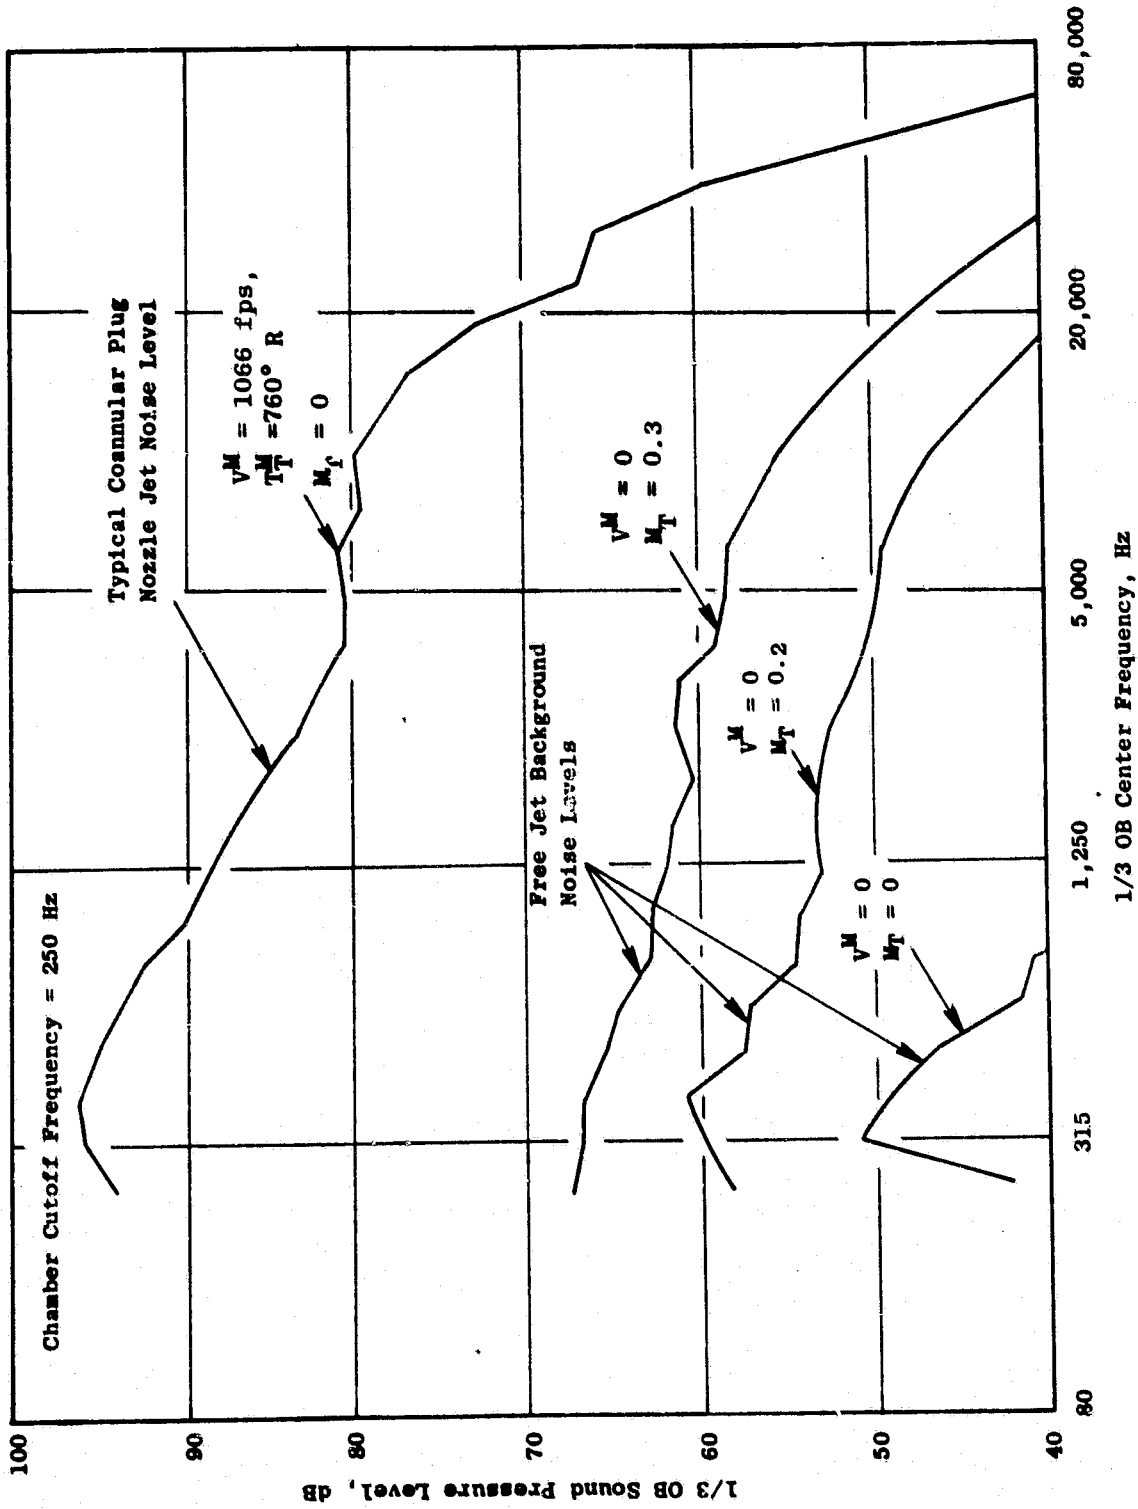 Chamber Cutoff Frequency = 250 Hz
Typical Coannular Plug
Nozzle Jet Noise Level
V^M = 1066 fps,
T_T^M =760° R
M_f = 0
Free Jet Background
Noise Levels
V^M = 0
M_T = 0.3
V^M = 0
M_T = 0.2
V^M = 0
M_T = 0
1/3 OB Sound Pressure Level, dB
100
90
80
70
60
50
40
80
315
1,250
5,000
20,000
80,000
1/3 OB Center Frequency, Hz